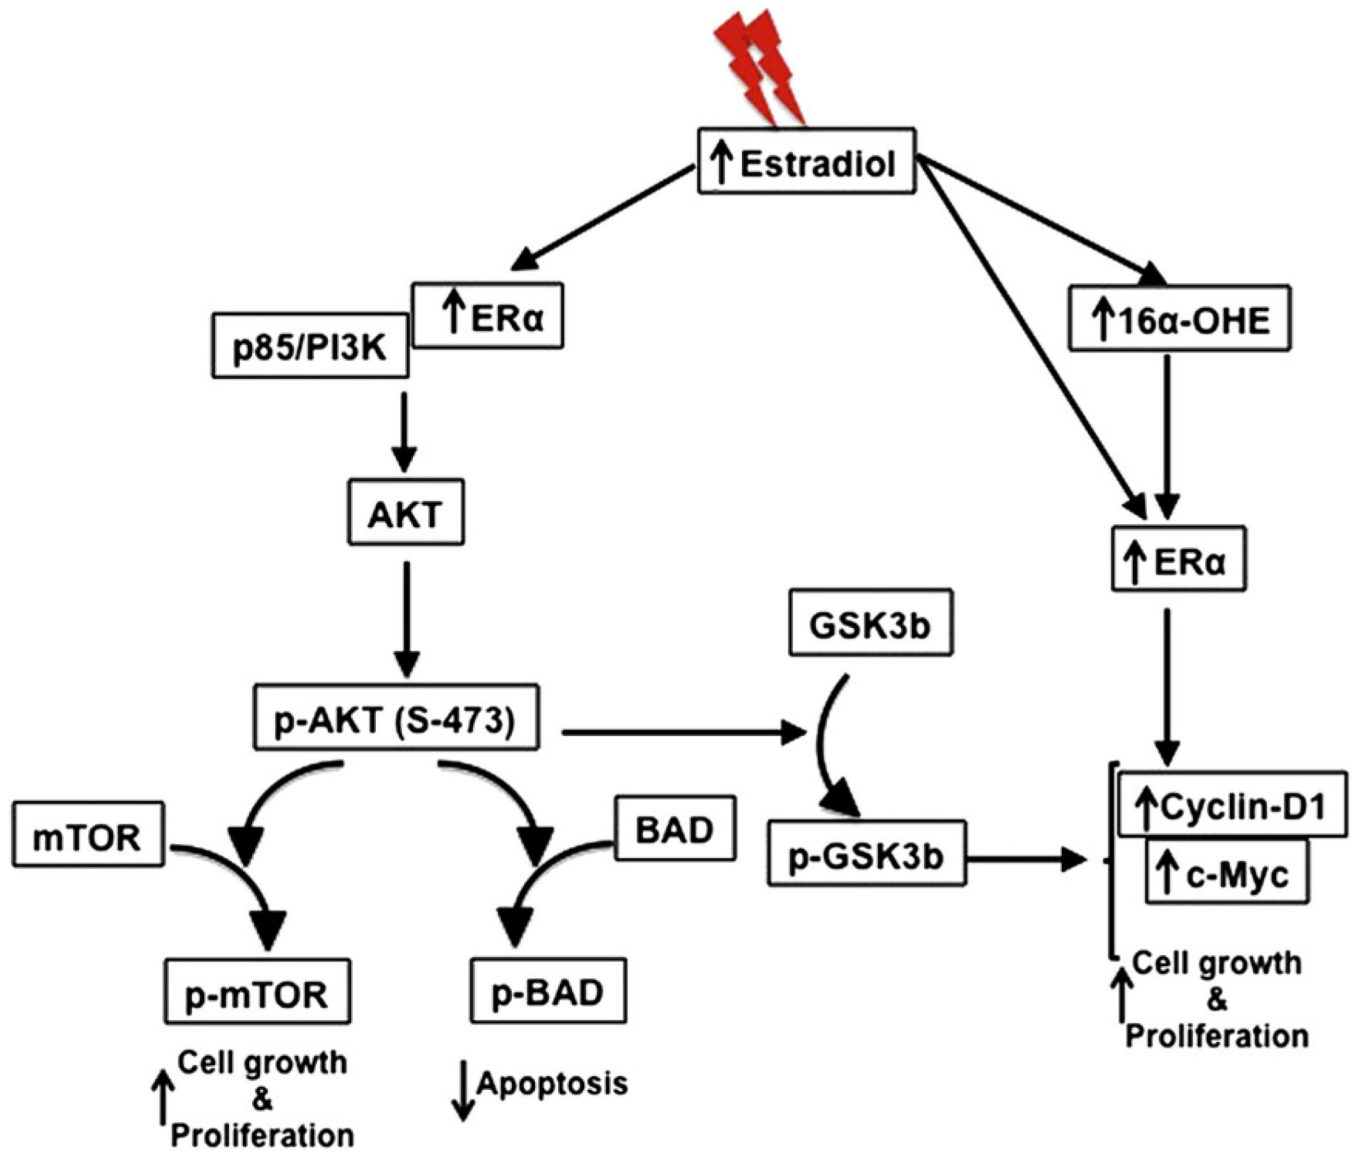 ↑ Estradiol
↑ ERα
p85/PI3K
↑ 16α-OHE
AKT
↑ ERα
GSK3b
p-AKT (S-473)
mTOR
BAD
p-GSK3b
↑ Cyclin-D1
↑ c-Myc
p-mTOR
p-BAD
↑ Cell growth
&
Proliferation
↑ Cell growth
&
Proliferation
↓ Apoptosis